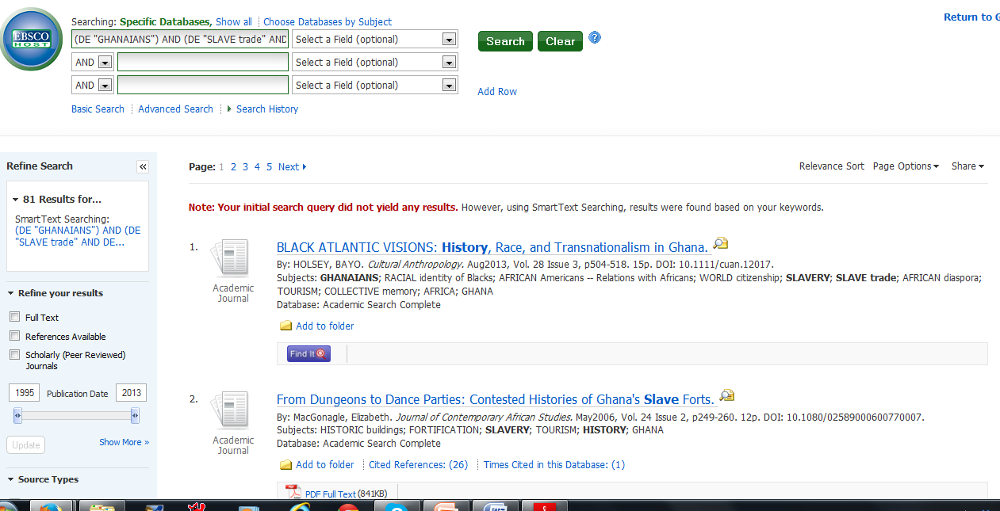 Return to G
Searching: Specific Databases, Show all Choose Databases by Subject
EBSCO
HOST
(DE "GHANAIANS") AND (DE "SLAVE trade" AND Select a Field (optional) Search Clear ?
AND Select a Field (optional)
AND Select a Field (optional) Add Row
Basic Search Advanced Search Search History
Refine Search «
81 Results for...
SmartText Searching:
(DE "GHANAIANS") AND (DE
"SLAVE trade" AND DE...
Refine your results
Full Text
References Available
Scholarly (Peer Reviewed)
Journals
1995 Publication Date 2013
Update Show More »
Source Types
Page: 1 2 3 4 5 Next Relevance Sort Page Options Share
Note: Your initial search query did not yield any results. However, using SmartText Searching, results were found based on your keywords.
1. BLACK ATLANTIC VISIONS: History, Race, and Transnationalism in Ghana.
Academic
Journal
By: HOLSEY, BAYO. Cultural Anthropology. Aug2013, Vol. 28 Issue 3, p504-518. 15p. DOI: 10.1111/cuan.12017.
Subjects: GHANAIANS; RACIAL identity of Blacks; AFRICAN Americans -- Relations with Africans; WORLD citizenship; SLAVERY; SLAVE trade; AFRICAN diaspora;
TOURISM; COLLECTIVE memory; AFRICA; GHANA
Database: Academic Search Complete
Add to folder
Find It
2. From Dungeons to Dance Parties: Contested Histories of Ghana's Slave Forts.
Academic
Journal
By: MacGonagle, Elizabeth. Journal of Contemporary African Studies. May2006, Vol. 24 Issue 2, p249-260. 12p. DOI: 10.1080/02589000600770007.
Subjects: HISTORIC buildings; FORTIFICATION; SLAVERY; TOURISM; HISTORY; GHANA
Database: Academic Search Complete
Add to folder Cited References: (26) Times Cited in this Database: (1)
PDF Full Text (841KB)